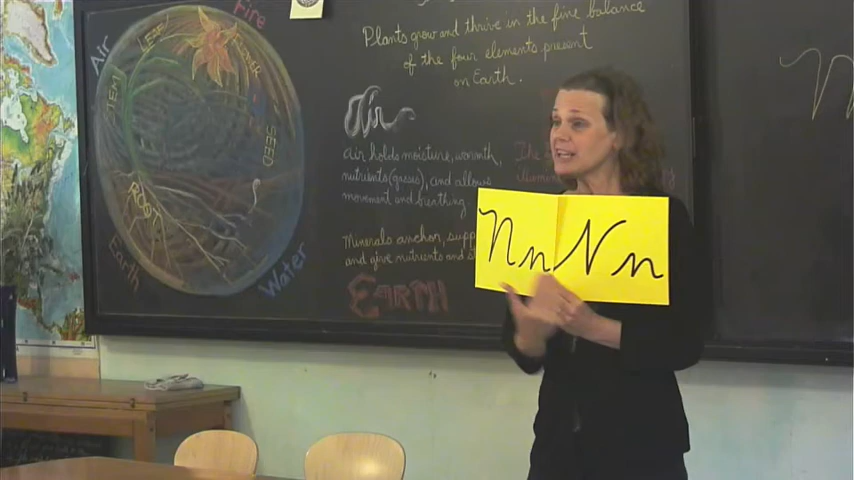 Fire
Air
LEAF
FLOWER
STEM
SEED
ROOT
Earth
Water
Plants grow and thrive in the fine balance
of the four elements present
on Earth.
Air
air holds moisture, warmth,
nutrients (gases), and allows
movement and breathing
Minerals anchor, supp
and give nutrients and s
EARTH
Nn Nn